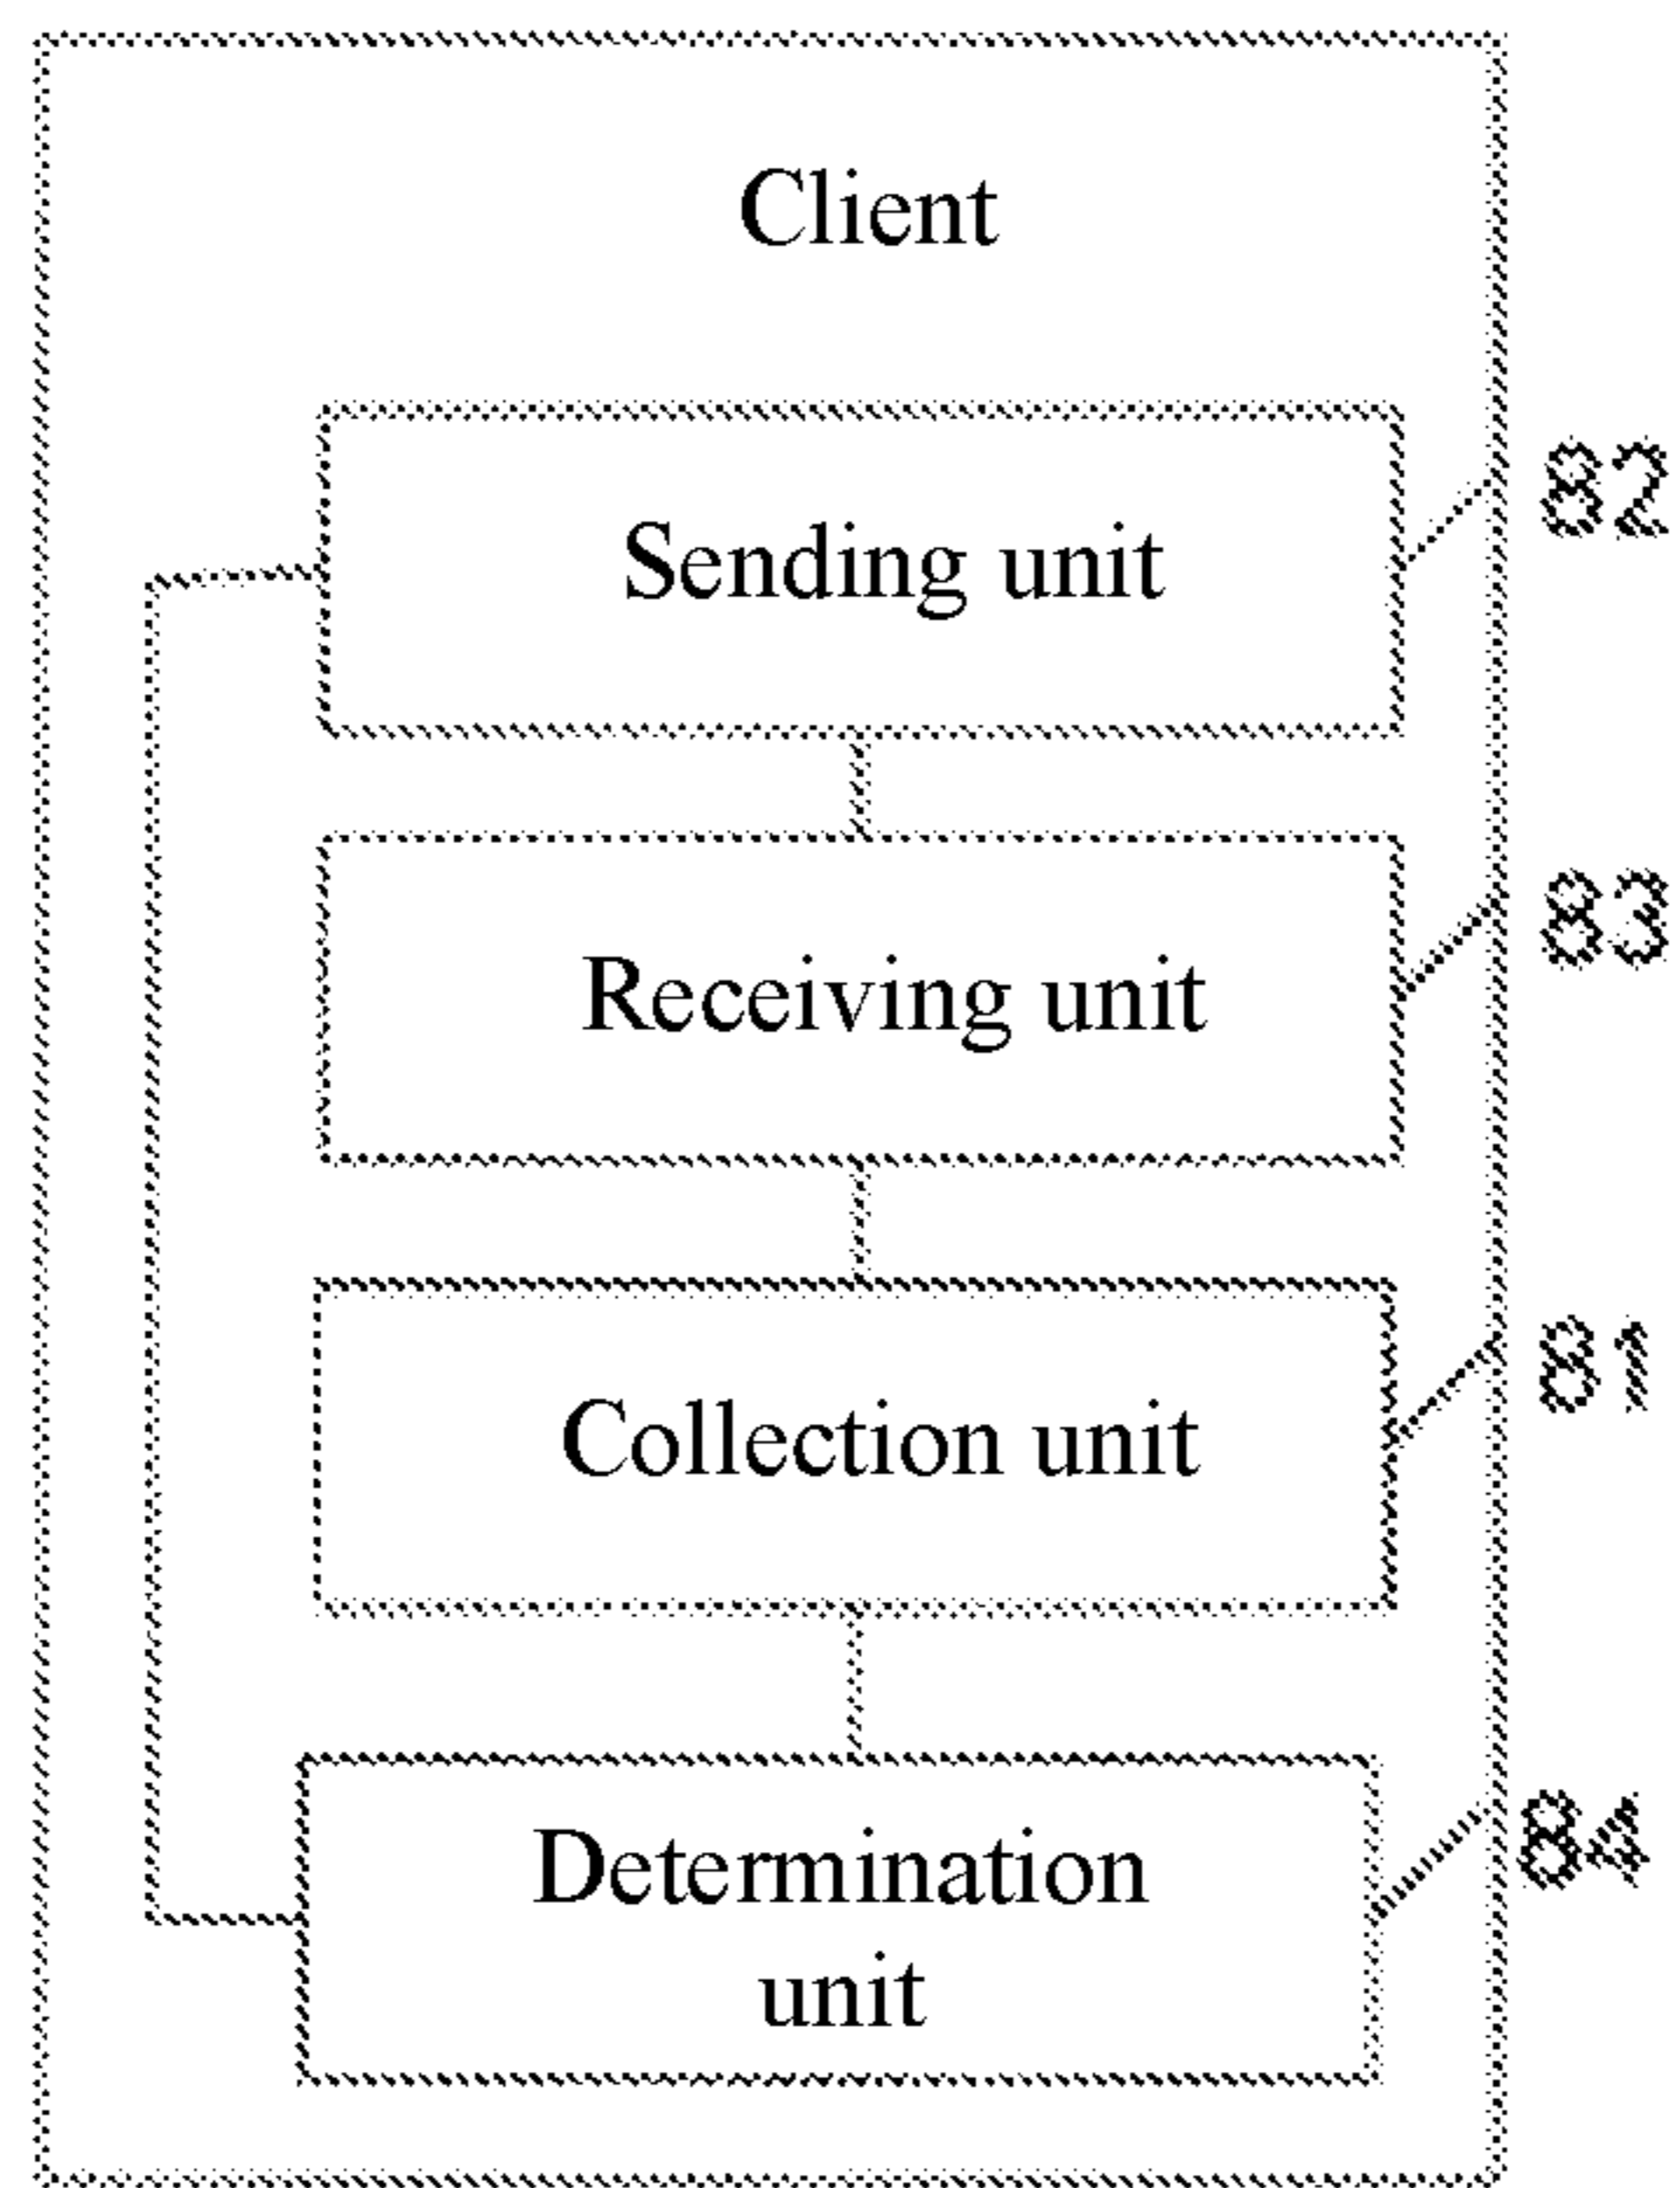 Client
82
Sending unit
83
Receiving unit
81
Collection unit
84
Determination
unit